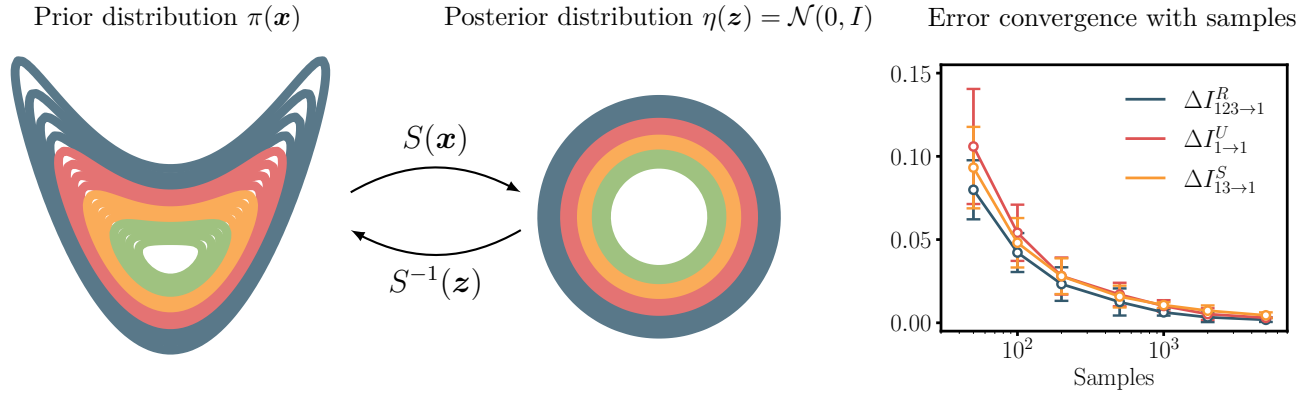 Prior distribution π(x)
Posterior distribution η(z) = 𝒩(0, I)
Error convergence with samples
S(x)
S⁻¹(z)
0.15
0.10
0.05
0.00
ΔI^R_{123→1}
ΔI^U_{1→1}
ΔI^S_{13→1}
10² 10³
Samples